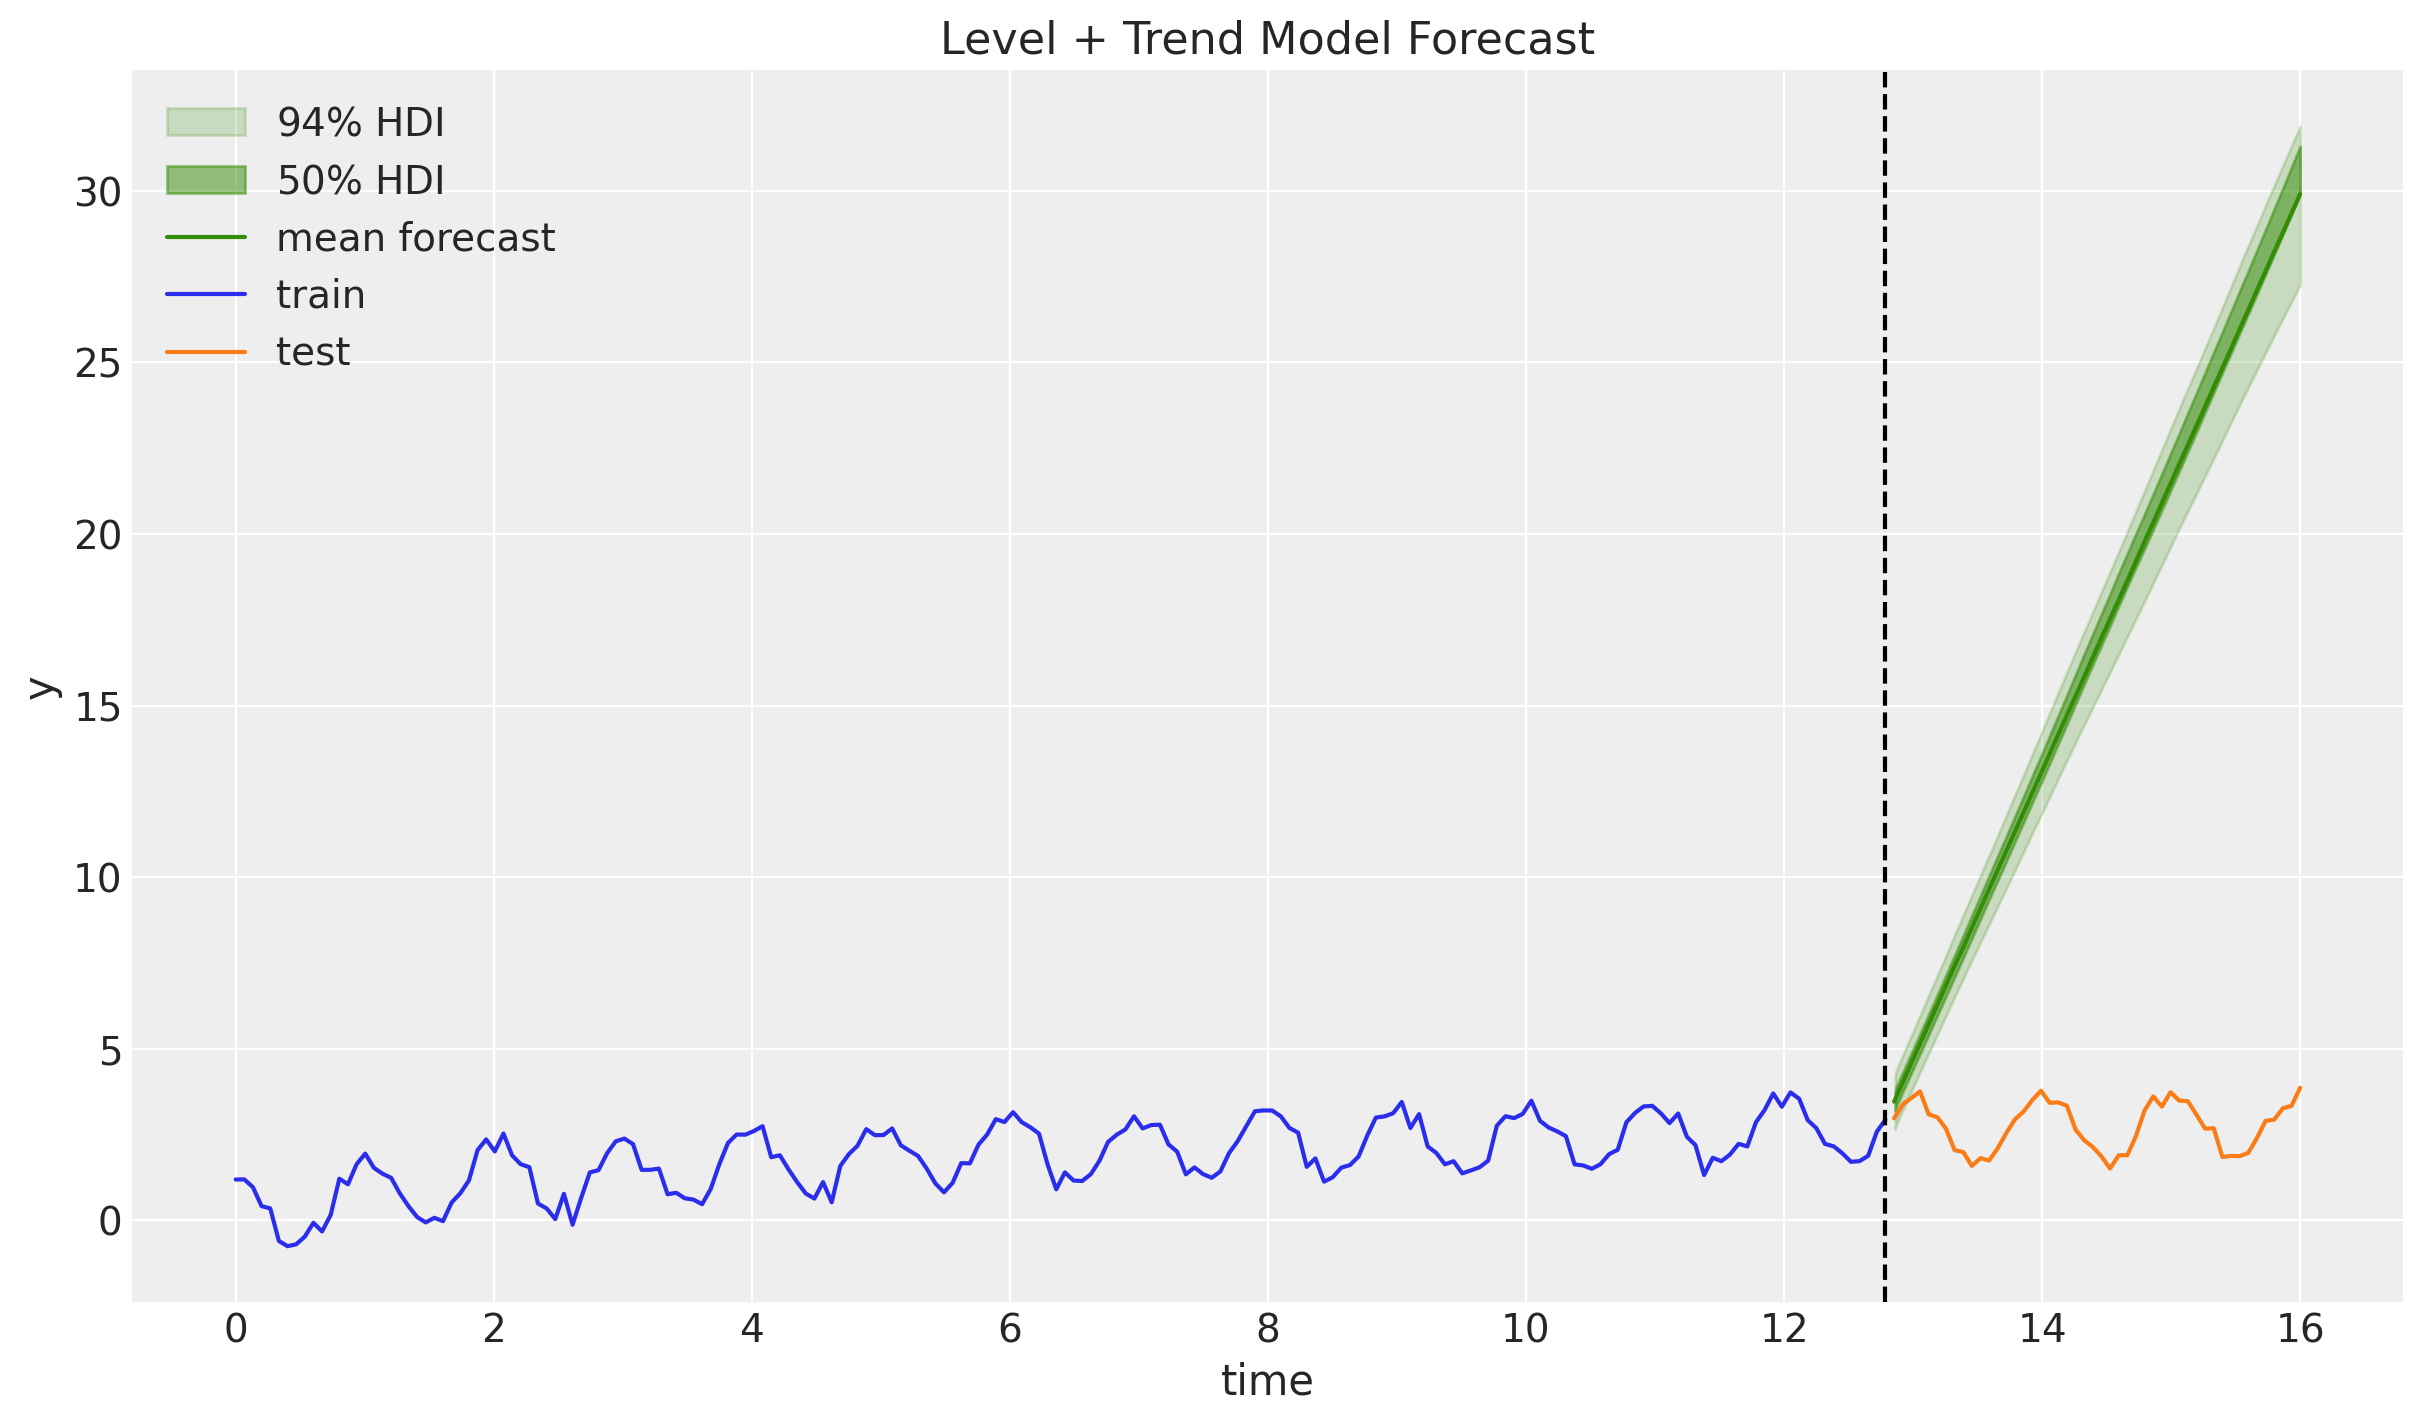 Level + Trend Model Forecast
94% HDI
50% HDI
mean forecast
train
test
30
25
20
15
10
5
0
y
0 2 4 6 8 10 12 14 16
time